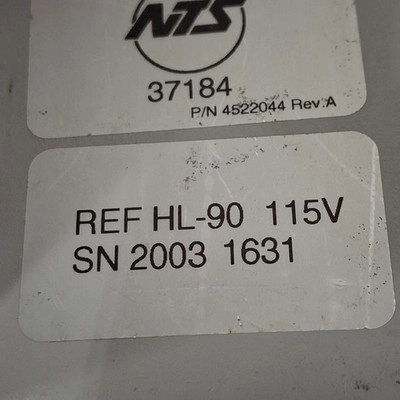 NTS
37184
P/N 4522044 Rev.A
REF HL-90 115V
SN 2003 1631